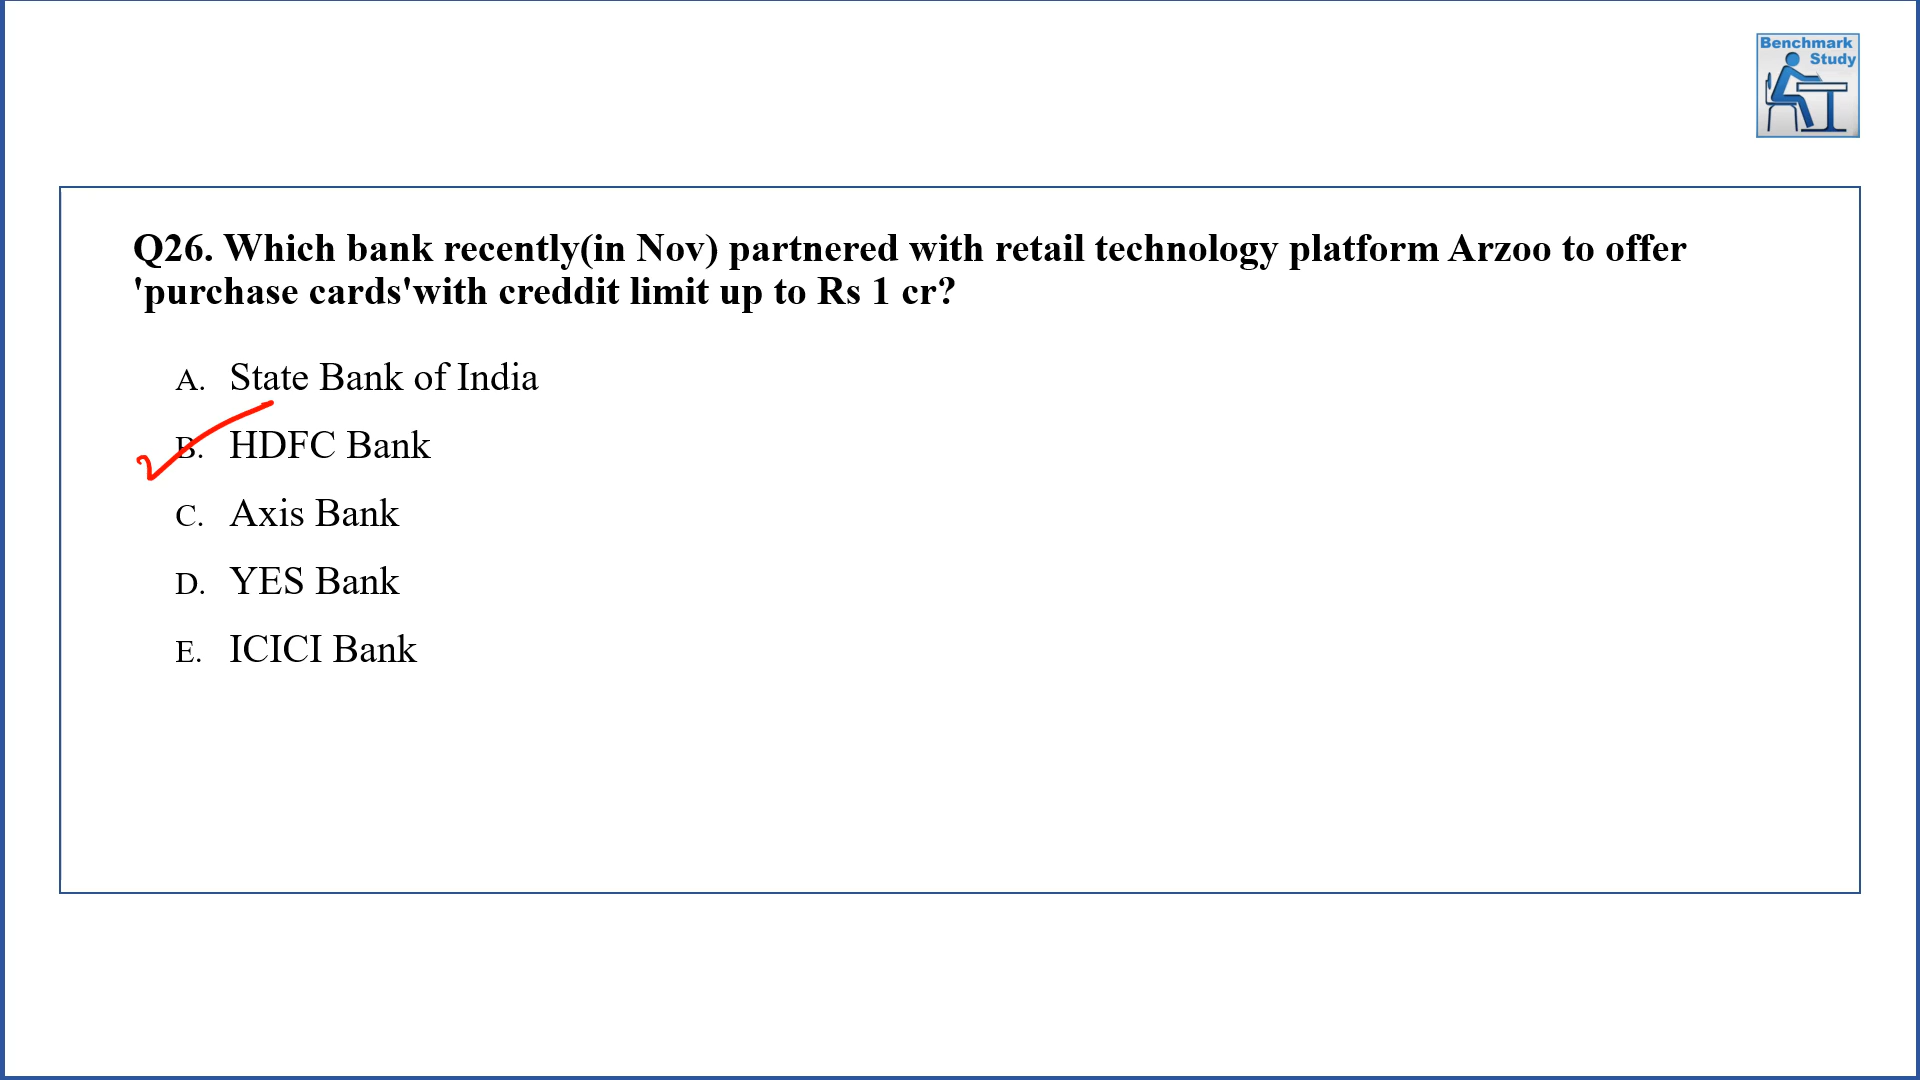 Benchmark
Study
Q26. Which bank recently(in Nov) partnered with retail technology platform Arzoo to offer
'purchase cards'with creddit limit up to Rs 1 cr?
A. State Bank of India
B. HDFC Bank
C. Axis Bank
D. YES Bank
E. ICICI Bank